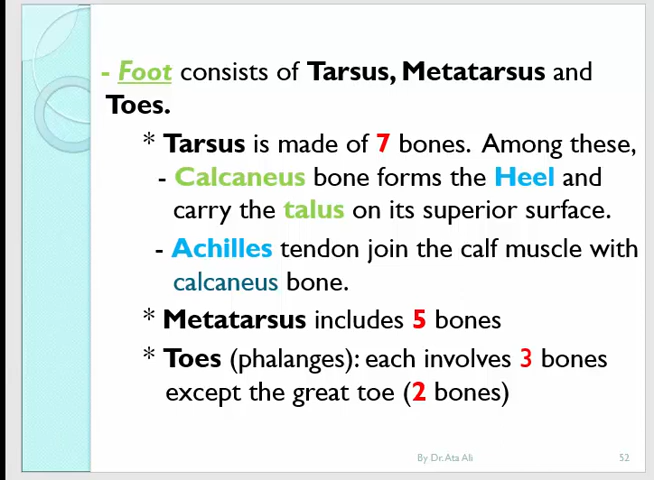 - Foot consists of Tarsus, Metatarsus and
Toes.
* Tarsus is made of 7 bones. Among these,
- Calcaneus bone forms the Heel and
carry the talus on its superior surface.
- Achilles tendon join the calf muscle with
calcaneus bone.
* Metatarsus includes 5 bones
* Toes (phalanges): each involves 3 bones
except the great toe (2 bones)
By Dr. Ata Ali
52